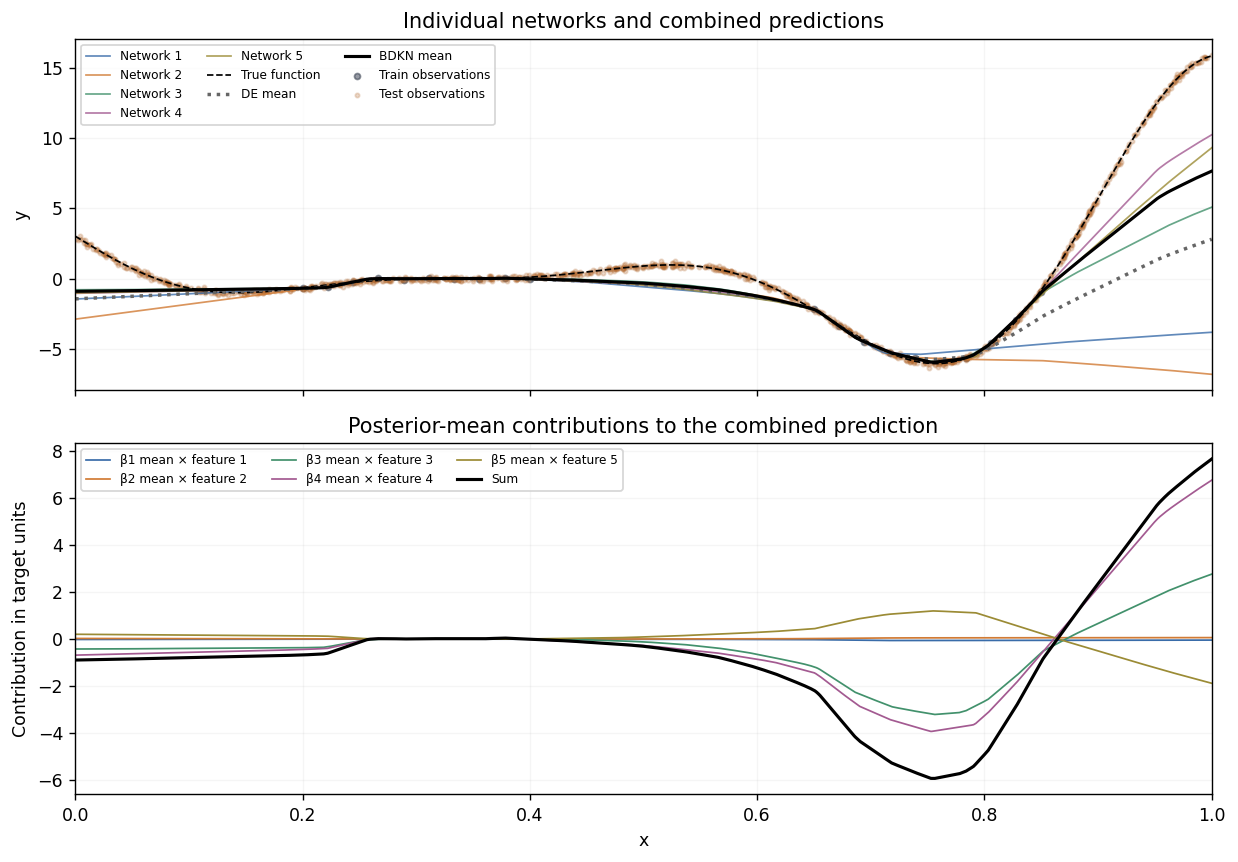 Individual networks and combined predictions
Network 1
Network 2
Network 3
Network 4
Network 5
True function
DE mean
BDKN mean
Train observations
Test observations
15
10
5
0
−5
y
Posterior-mean contributions to the combined prediction
β1 mean × feature 1
β2 mean × feature 2
β3 mean × feature 3
β4 mean × feature 4
β5 mean × feature 5
Sum
8
6
4
2
0
−2
−4
−6
Contribution in target units
0.0 0.2 0.4 0.6 0.8 1.0
x